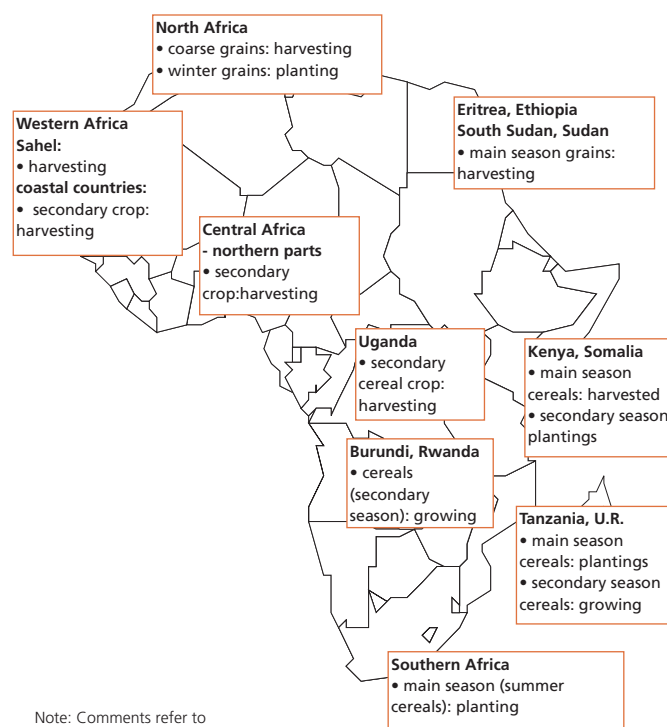 North Africa
• coarse grains: harvesting
• winter grains: planting
Western Africa
Sahel:
• harvesting
coastal countries:
• secondary crop:
harvesting
Eritrea, Ethiopia
South Sudan, Sudan
• main season grains:
harvesting
Central Africa
- northern parts
• secondary
crop:harvesting
Uganda
• secondary
cereal crop:
harvesting
Kenya, Somalia
• main season
cereals: harvested
• secondary season
plantings
Burundi, Rwanda
• cereals
(secondary
season): growing
Tanzania, U.R.
• main season
cereals: plantings
• secondary season
cereals: growing
Southern Africa
• main season (summer
cereals): planting
Note: Comments refer to